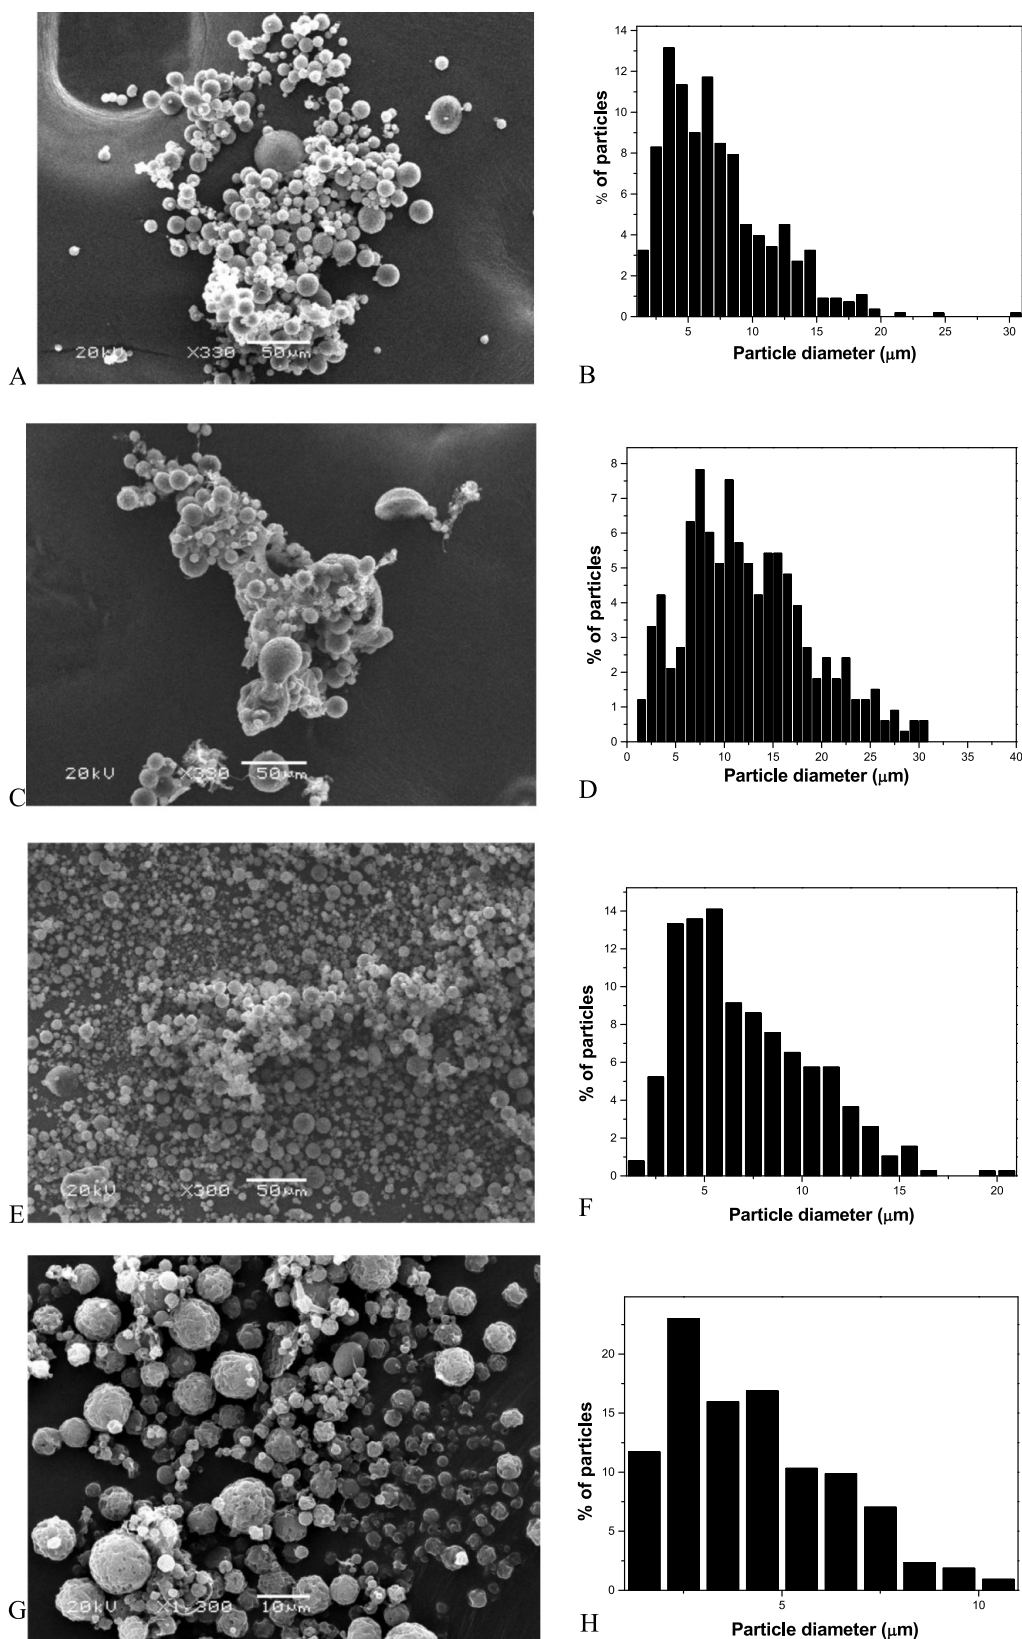 20kV X330 50μm
A
14
12
10
8
6
4
2
0
% of particles
5 10 15 20 25 30
Particle diameter (μm)
B
20kV X330 50μm
C
8
7
6
5
4
3
2
1
0
% of particles
0 5 10 15 20 25 30 35 40
Particle diameter (μm)
D
20kV X300 50μm
E
14
12
10
8
6
4
2
0
% of particles
5 10 15 20
Particle diameter (μm)
F
20kV X1,300 10μm
G
20
15
10
5
0
% of particles
5 10
Particle diameter (μm)
H